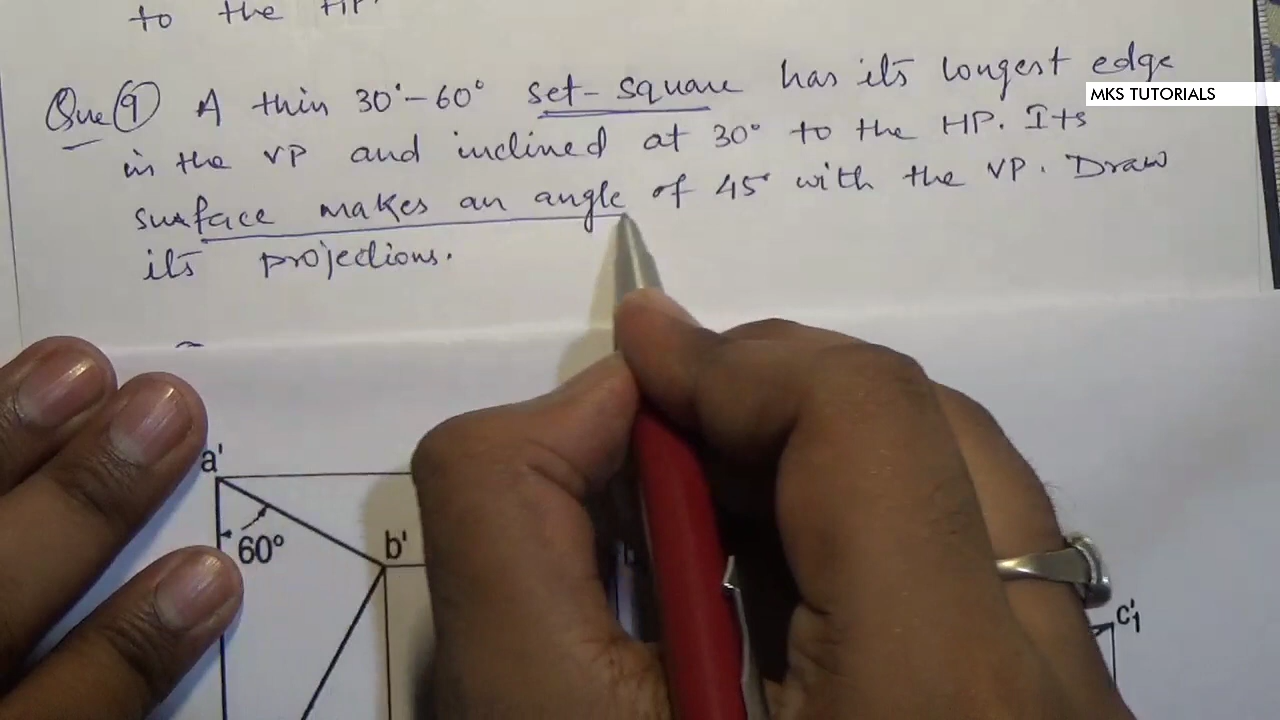 to the HP.
Que 9 A thin 30°-60° set-square has its longest edge
MKS TUTORIALS
in the VP and inclined at 30° to the HP. Its
surface makes an angle of 45° with the VP. Draw
its projections.
a'
60°
b'
c'1